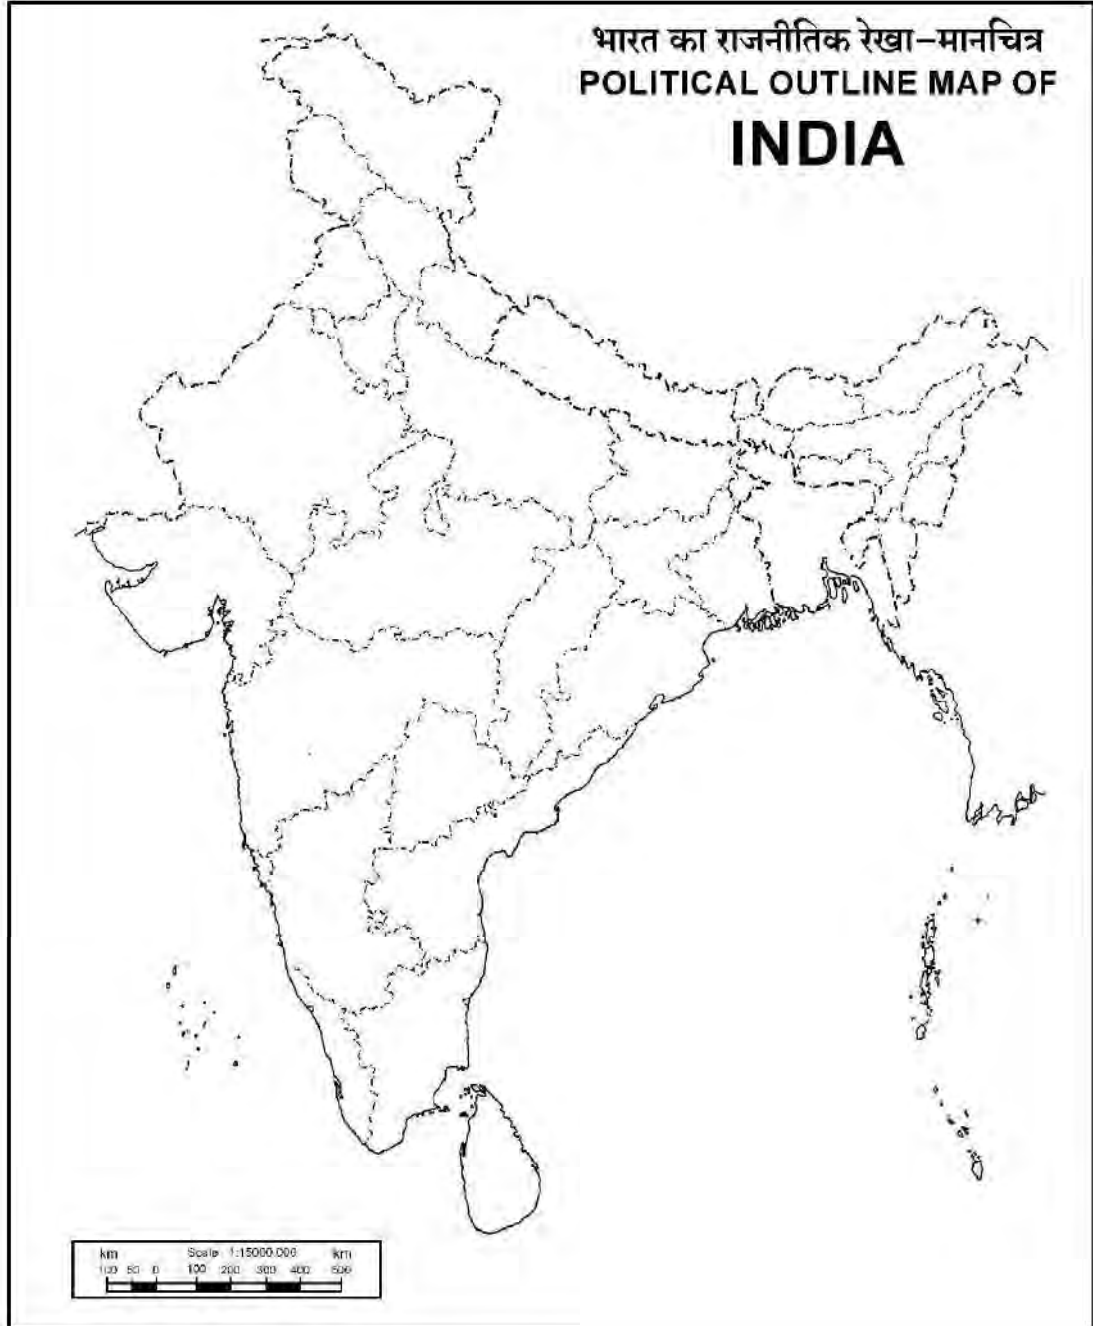 भारत का राजनीतिक रेखा–मानचित्र
POLITICAL OUTLINE MAP OF
INDIA
km Scale 1:15000.000 km
100 50 0 100 200 300 400 500